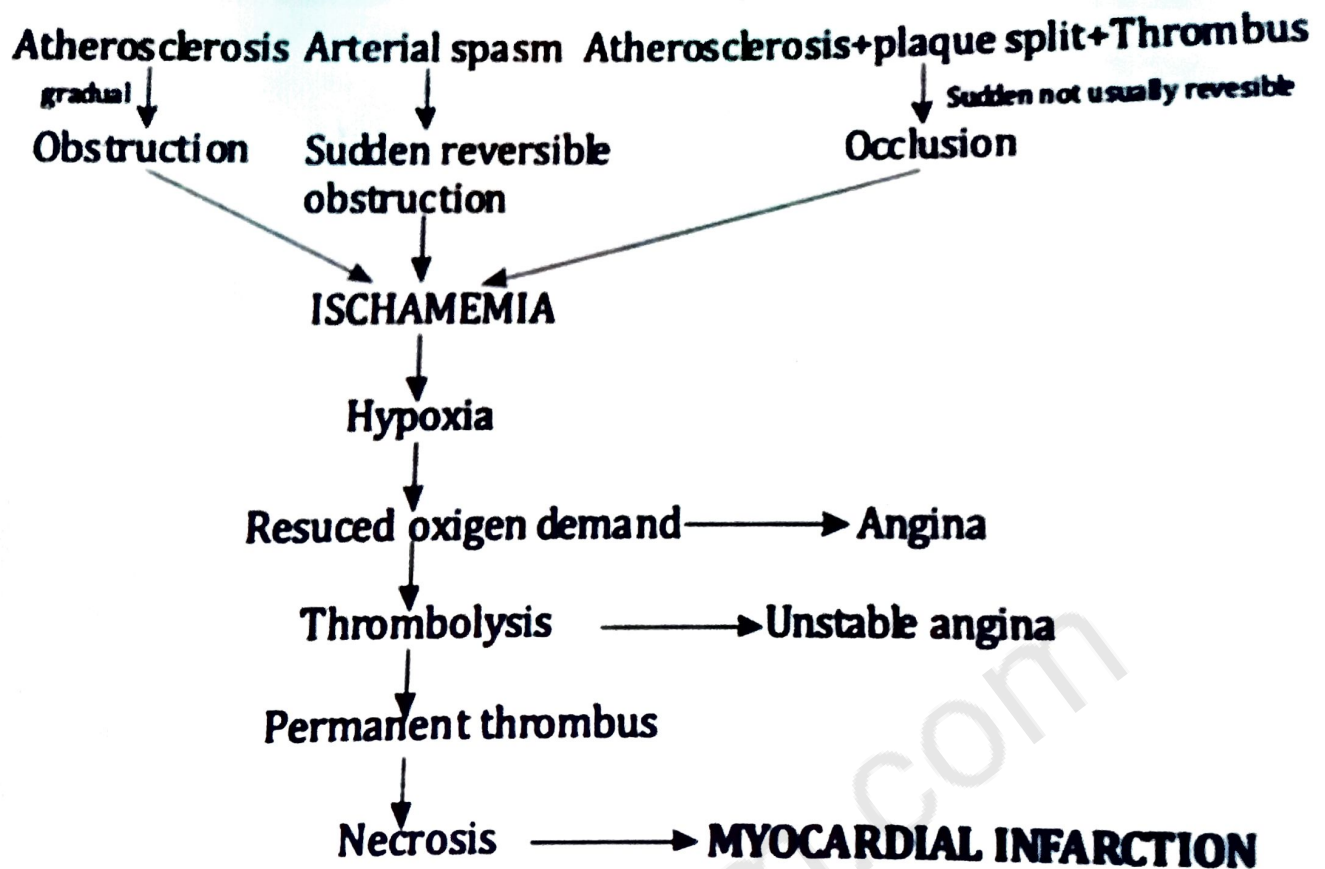 Atherosclerosis Arterial spasm Atherosclerosis+plaque split+Thrombus
gradual Sudden not usually revesible
Obstruction Sudden reversible Occlusion
obstruction
ISCHAMEMIA
Hypoxia
Resuced oxigen demand Angina
Thrombolysis Unstable angina
Permanent thrombus
Necrosis MYOCARDIAL INFARCTION
.com